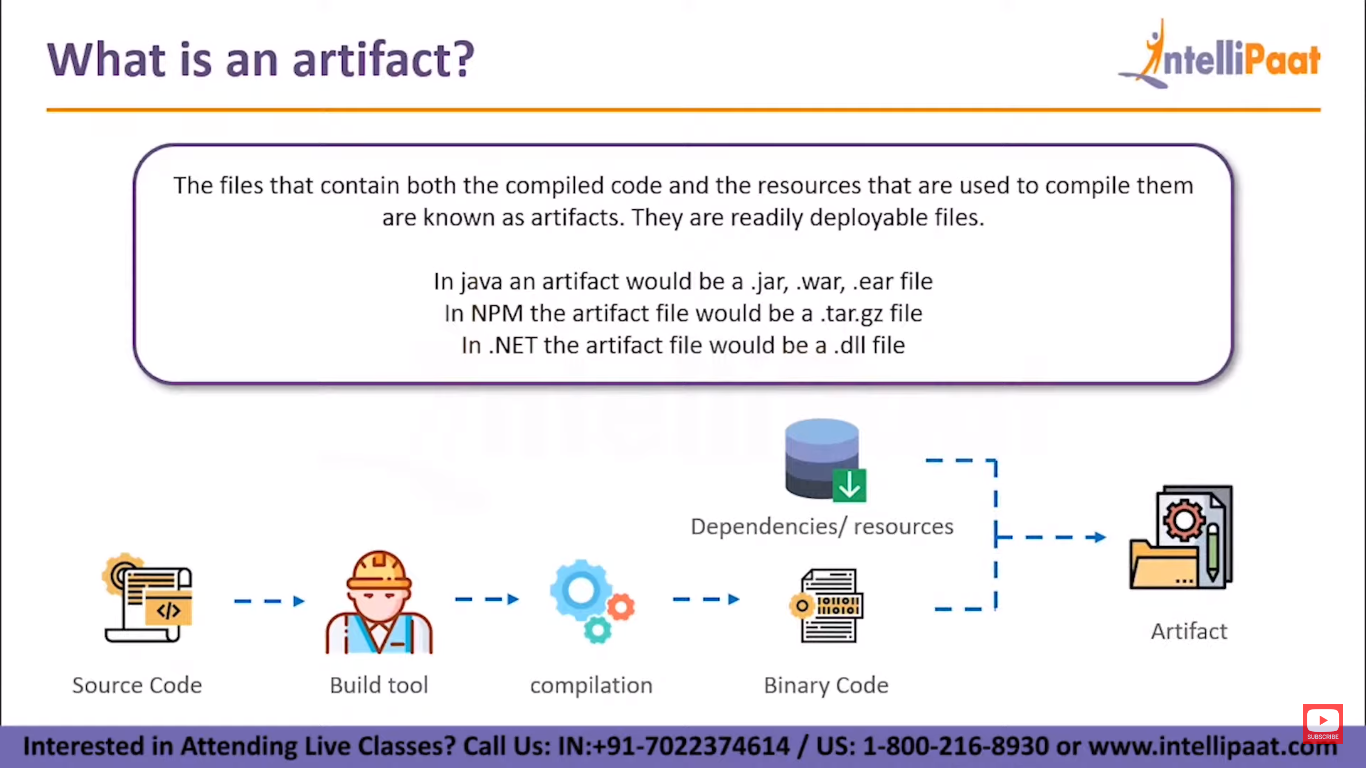 What is an artifact?
IntelliPaat
The files that contain both the compiled code and the resources that are used to compile them
are known as artifacts. They are readily deployable files.
In java an artifact would be a .jar, .war, .ear file
In NPM the artifact file would be a .tar.gz file
In .NET the artifact file would be a .dll file
Dependencies/ resources
</>
Artifact
Source Code
Build tool
compilation
Binary Code
SUBSCRIBE
Interested in Attending Live Classes? Call Us: IN:+91-7022374614 / US: 1-800-216-8930 or www.intellipaat.com